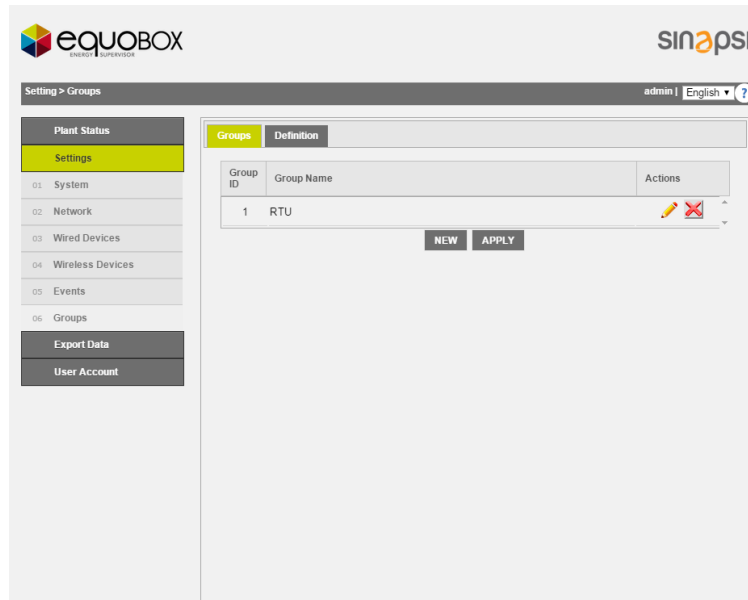 equoBOX
ENERGY SUPERVISOR
sinapsi
Setting > Groups
admin | English ?
Plant Status
Settings
01 System
02 Network
03 Wired Devices
04 Wireless Devices
05 Events
06 Groups
Export Data
User Account
Groups Definition
Group ID Group Name Actions
1 RTU
NEW APPLY